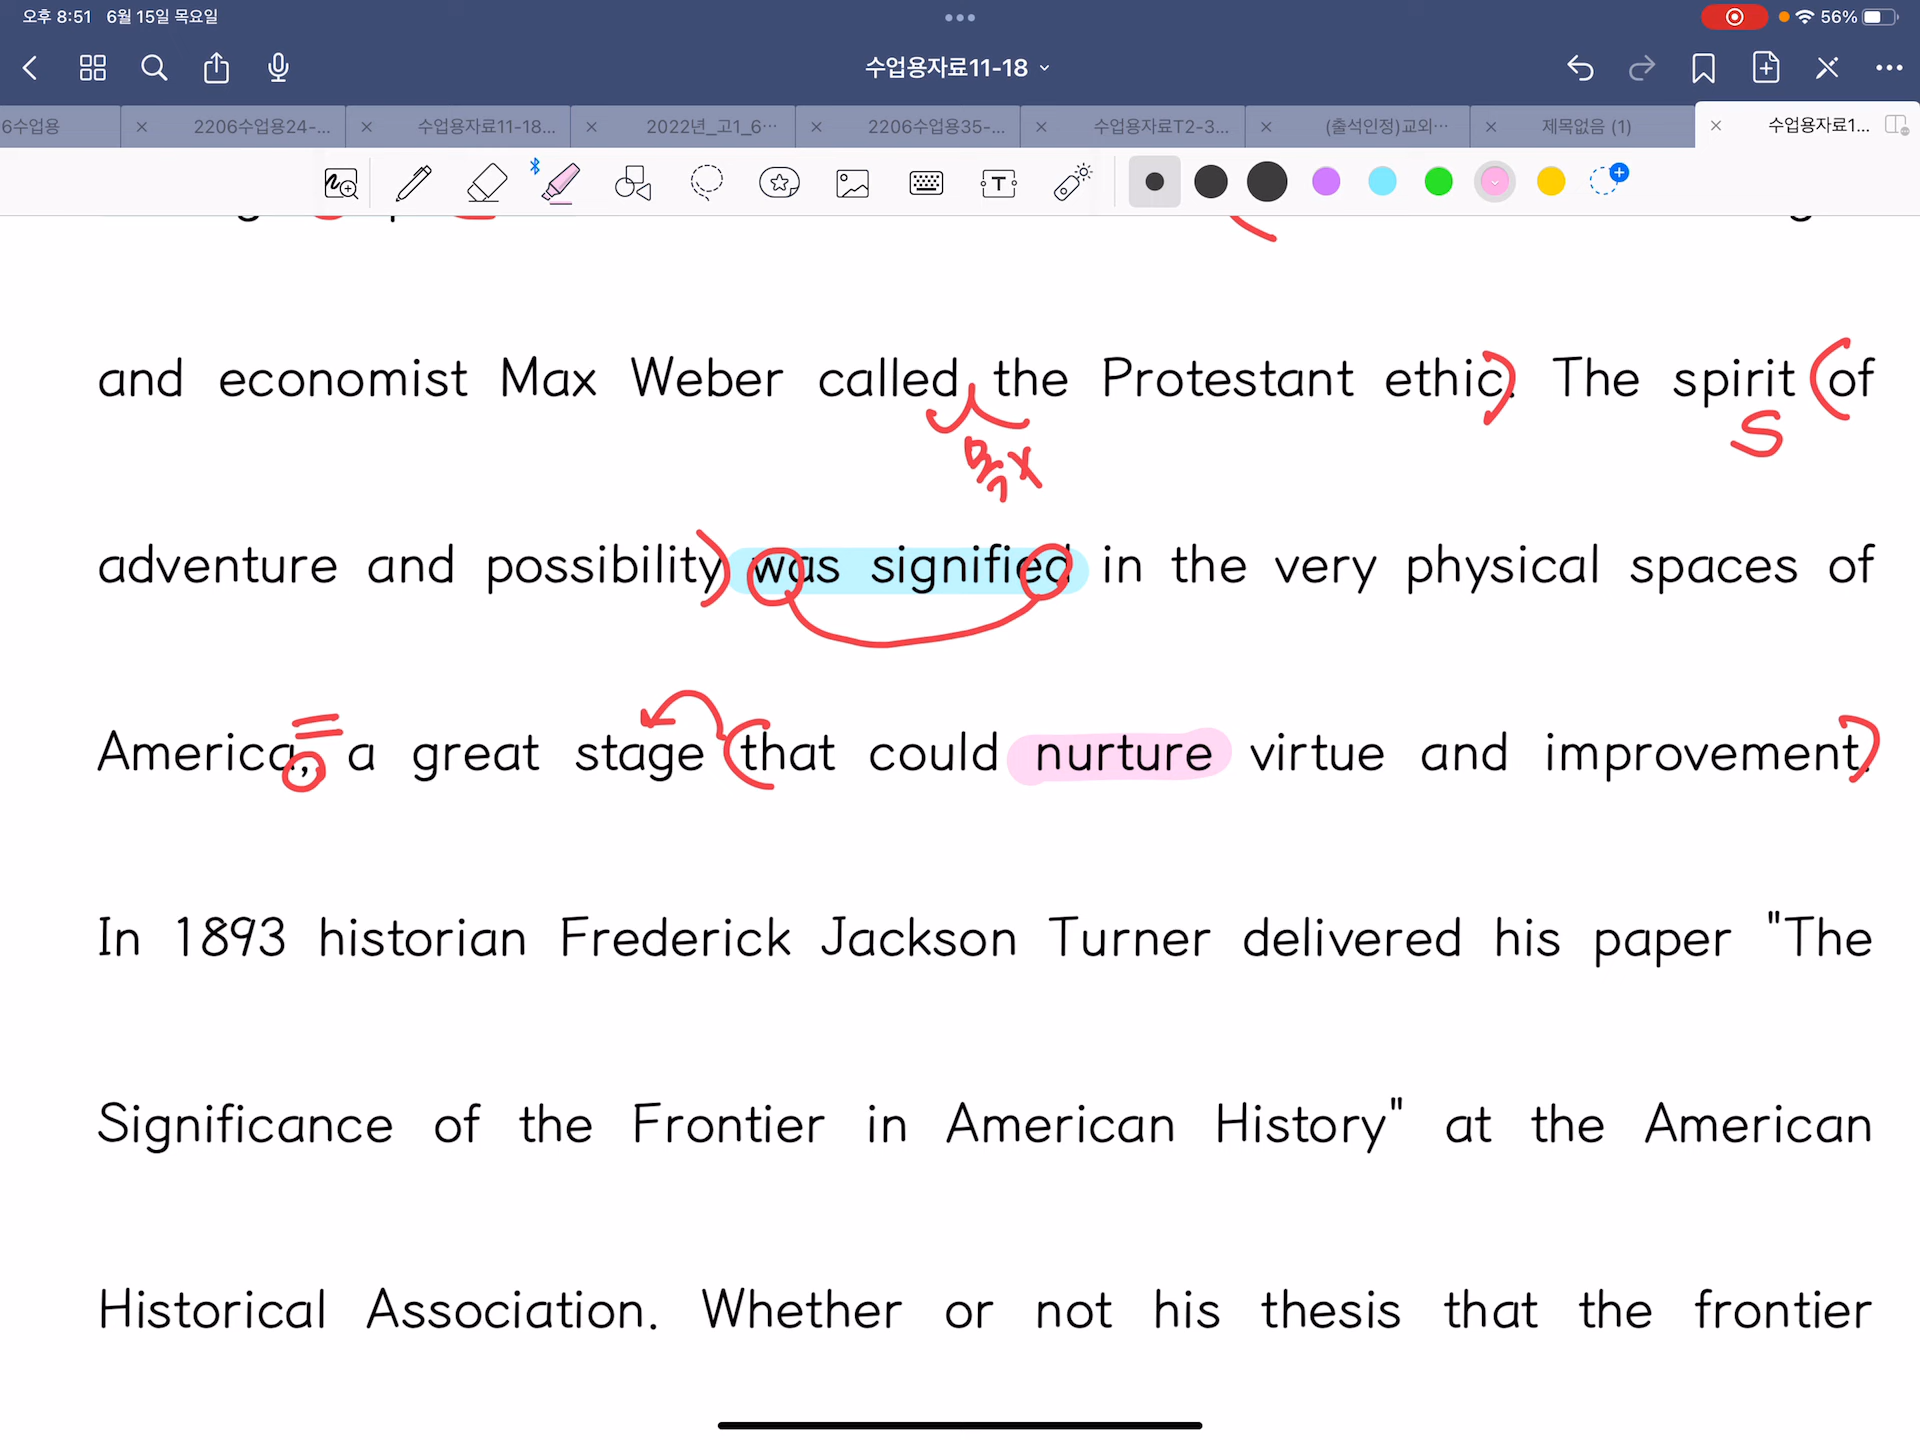 오후 8:51 6월 15일 목요일 56%
수업용자료11-18
6수업용 2206수업용24-... 수업용자료11-18... 2022년_고1_6... 2206수업용35-... 수업용자료T2-3... (출석인정)교외... 제목없음 (1) 수업용자료1...
and economist Max Weber called the Protestant ethic. The spirit of
목x S
adventure and possibility was signified in the very physical spaces of
America, a great stage that could nurture virtue and improvement.
In 1893 historian Frederick Jackson Turner delivered his paper "The
Significance of the Frontier in American History" at the American
Historical Association. Whether or not his thesis that the frontier